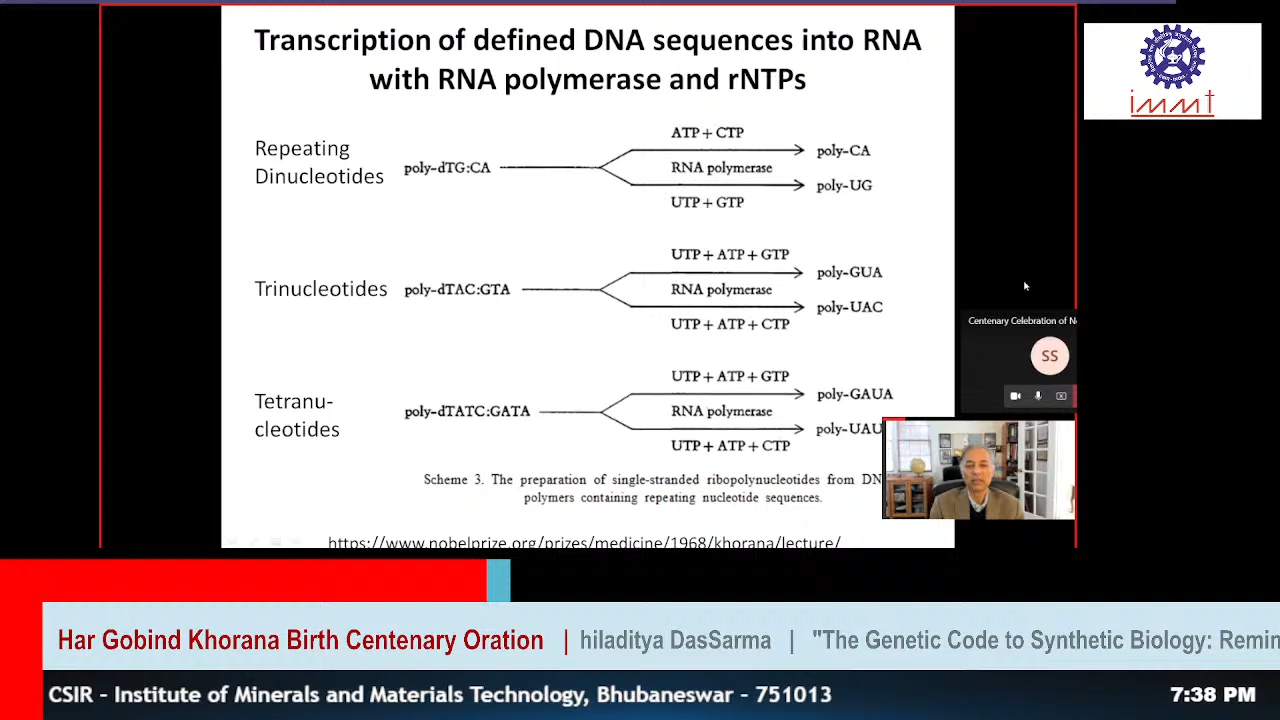 Transcription of defined DNA sequences into RNA
with RNA polymerase and rNTPs
immt
Repeating
Dinucleotides
poly-dTG:CA
ATP + CTP
RNA polymerase
UTP + GTP
poly-CA
poly-UG
Trinucleotides
poly-dTAC:GTA
UTP + ATP + GTP
RNA polymerase
UTP + ATP + CTP
poly-GUA
poly-UAC
Tetranu-
cleotides
poly-dTATC:GATA
UTP + ATP + GTP
RNA polymerase
UTP + ATP + CTP
poly-GAUA
poly-UAU
Centenary Celebration of N
SS
Scheme 3. The preparation of single-stranded ribopolynucleotides from DN
polymers containing repeating nucleotide sequences.
https://www.nobelprize.org/prizes/medicine/1968/khorana/lecture/
Har Gobind Khorana Birth Centenary Oration | hiladitya DasSarma | "The Genetic Code to Synthetic Biology: Remin
CSIR - Institute of Minerals and Materials Technology, Bhubaneswar - 751013
7:38 PM